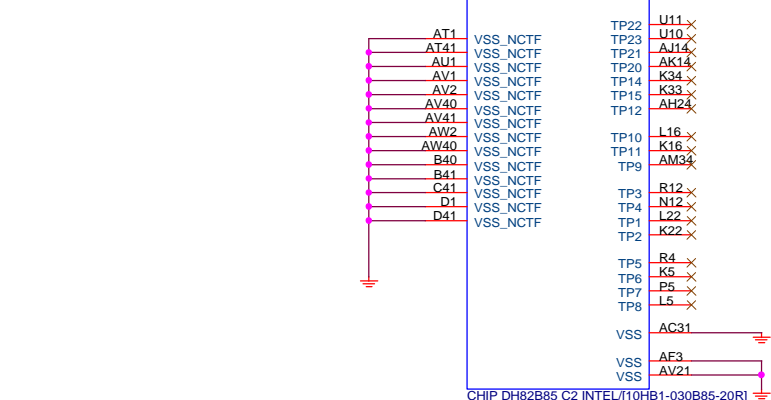 TP22 U11
AT1 VSS_NCTF TP23 U10
AT41 VSS_NCTF TP21 AJ14
AU1 VSS_NCTF TP20 AK14
AV1 VSS_NCTF TP14 K34
AV2 VSS_NCTF TP15 K33
AV40 VSS_NCTF TP12 AH24
AV41 VSS_NCTF
AW2 VSS_NCTF TP10 L16
AW40 VSS_NCTF TP11 K16
B40 VSS_NCTF TP9 AM34
B41 VSS_NCTF
C41 VSS_NCTF TP3 R12
D1 VSS_NCTF TP4 N12
D41 VSS_NCTF TP1 L22
TP2 K22
TP5 R4
TP6 K5
TP7 P5
TP8 L5
VSS AC31
VSS AF3
VSS AV21
CHIP DH82B85 C2 INTEL/[10HB1-030B85-20R]